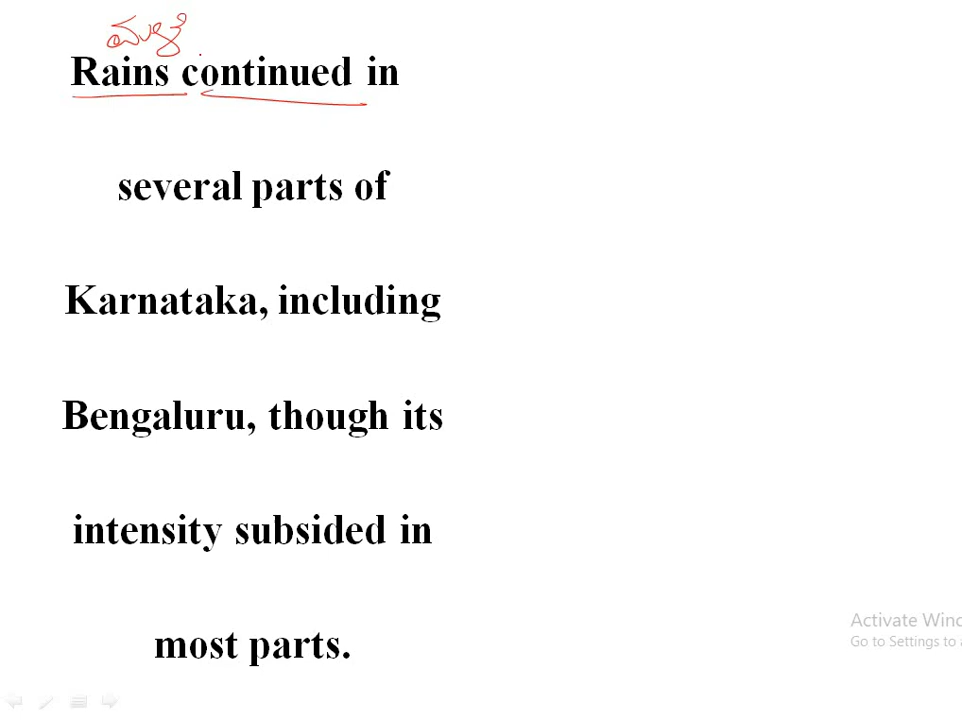 ಮಳೆ
Rains continued in
several parts of
Karnataka, including
Bengaluru, though its
intensity subsided in
most parts.
Activate Winc
Go to Settings to a